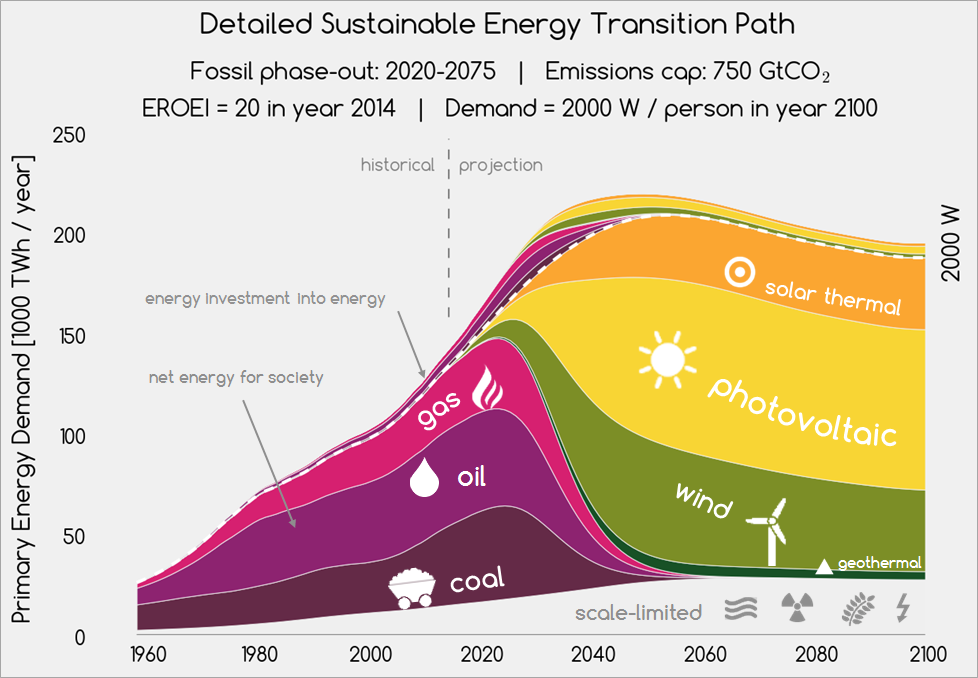 Detailed Sustainable Energy Transition Path
Fossil phase-out: 2020-2075 | Emissions cap: 750 GtCO₂
EROEI = 20 in year 2014 | Demand = 2000 W / person in year 2100
Primary Energy Demand [1000 TWh / year]
250
200
150
100
50
0
historical
projection
2000 W
energy investment into energy
net energy for society
solar thermal
photovoltaic
gas
oil
wind
geothermal
coal
scale-limited
1960 1980 2000 2020 2040 2060 2080 2100